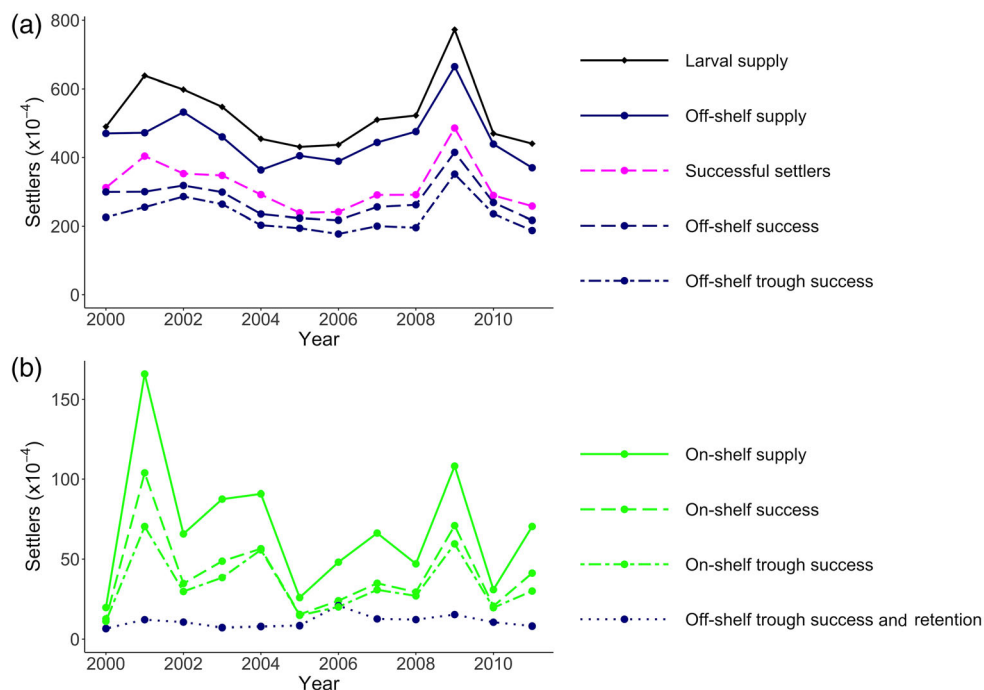 (a)
800
600
400
200
0
Settlers (x10⁻⁴)
2000 2002 2004 2006 2008 2010
Year
Larval supply
Off-shelf supply
Successful settlers
Off-shelf success
Off-shelf trough success
(b)
150
100
50
0
Settlers (x10⁻⁴)
2000 2002 2004 2006 2008 2010
Year
On-shelf supply
On-shelf success
On-shelf trough success
Off-shelf trough success and retention